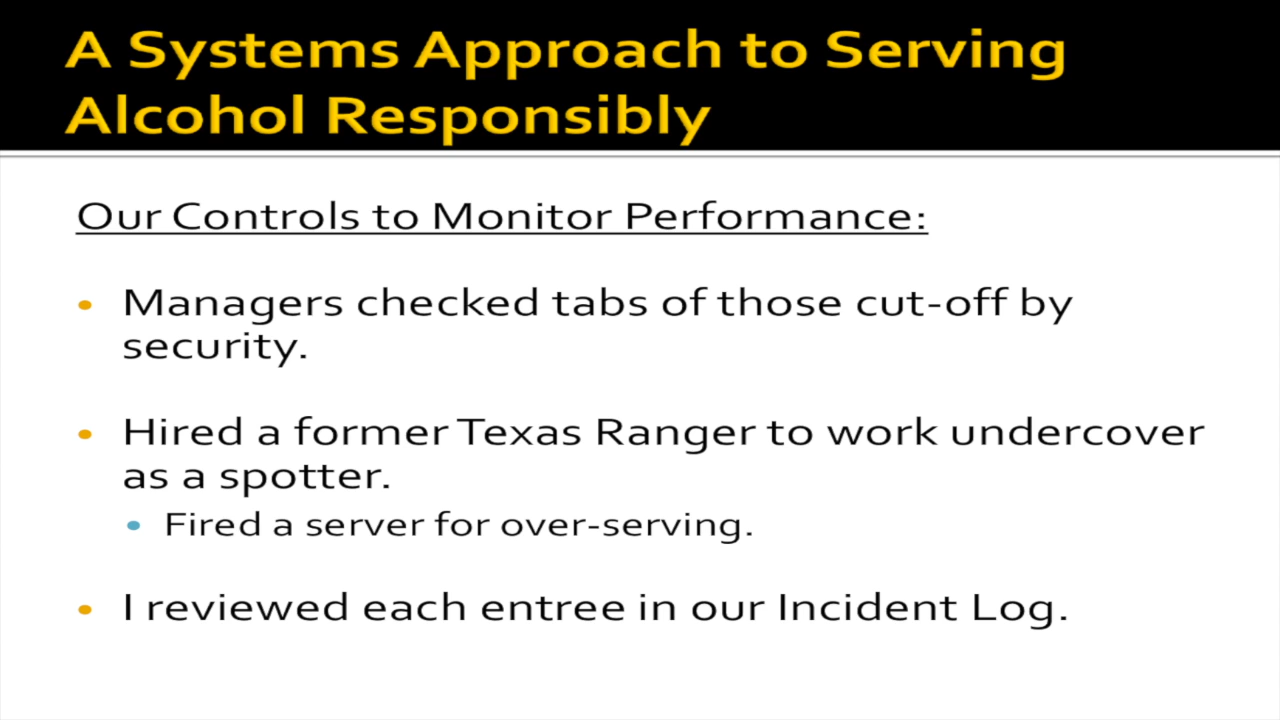 A Systems Approach to Serving
Alcohol Responsibly
Our Controls to Monitor Performance:
• Managers checked tabs of those cut-off by
security.
• Hired a former Texas Ranger to work undercover
as a spotter.
• Fired a server for over-serving.
• I reviewed each entree in our Incident Log.